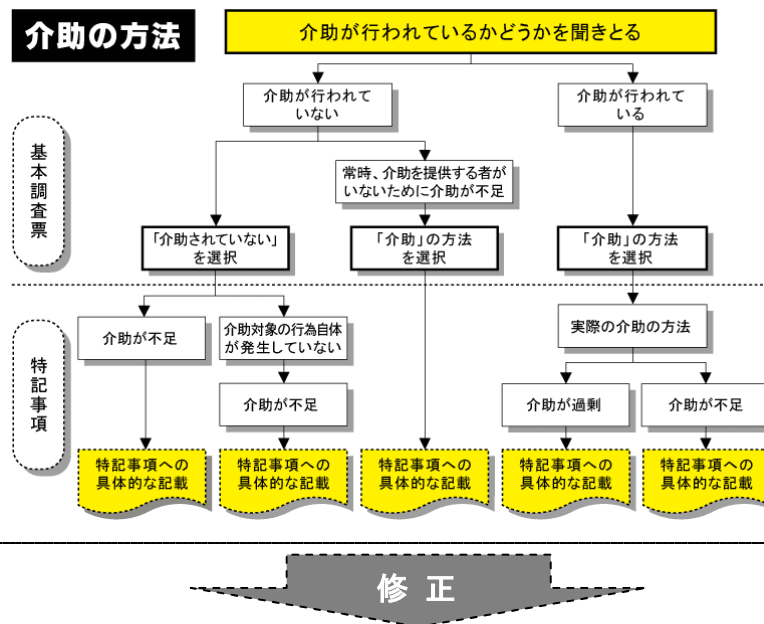 介助の方法
介助が行われているかどうかを聞きとる
介助が行われて
いない
介助が行われて
いる
基本調査票
常時、介助を提供する者が
いないために介助が不足
「介助されていない」
を選択
「介助」の方法
を選択
「介助」の方法
を選択
特記事項
介助が不足
介助対象の行為自体
が発生していない
実際の介助の方法
介助が不足
介助が過剰
介助が不足
特記事項への
具体的な記載
特記事項への
具体的な記載
特記事項への
具体的な記載
特記事項への
具体的な記載
特記事項への
具体的な記載
修正